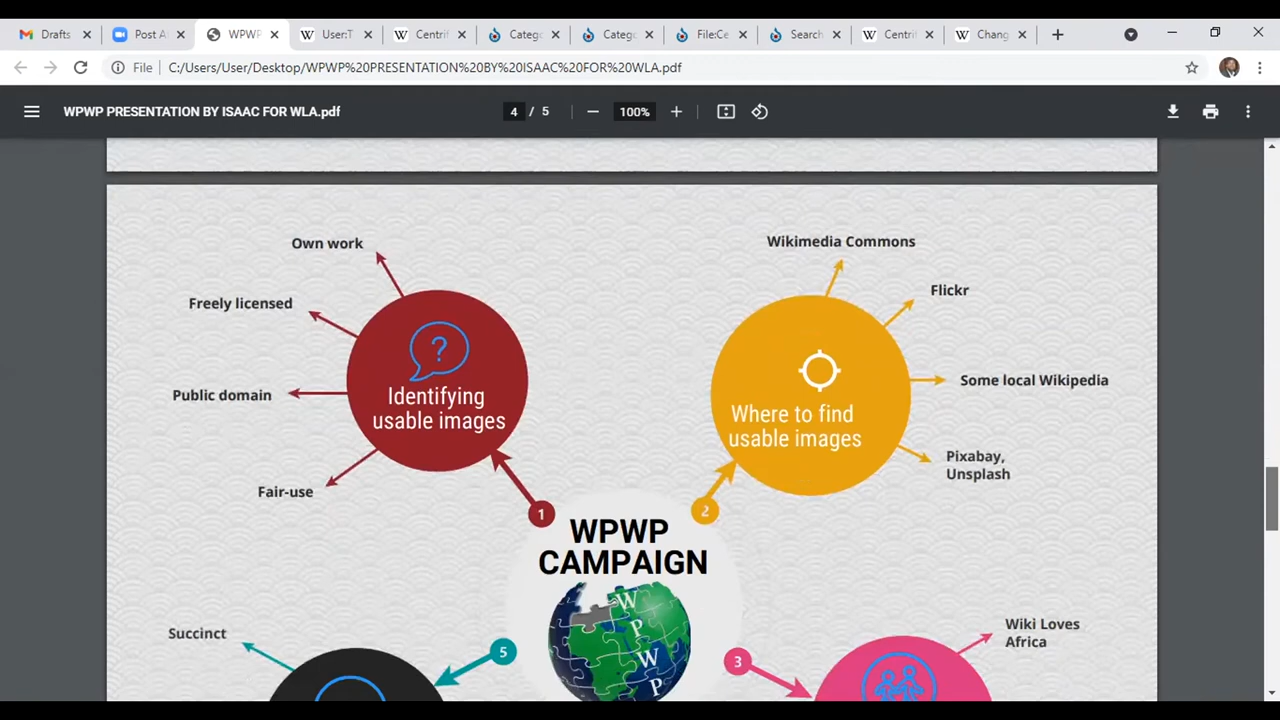 Drafts
Post A
WPWP
User:T
Centrif
Catego
Catego
File:Ce
Search
Centri
Chang
File
C:/Users/User/Desktop/WPWP%20PRESENTATION%20BY%20ISAAC%20FOR%20WLA.pdf
WPWP PRESENTATION BY ISAAC FOR WLA.pdf
4 / 5
100%
Own work
Freely licensed
Public domain
Fair-use
?
Identifying
usable images
1
Wikimedia Commons
Flickr
Some local Wikipedia
Pixabay,
Unsplash
Where to find
usable images
2
WPWP
CAMPAIGN
W
P
W
P
Succinct
5
3
Wiki Loves
Africa